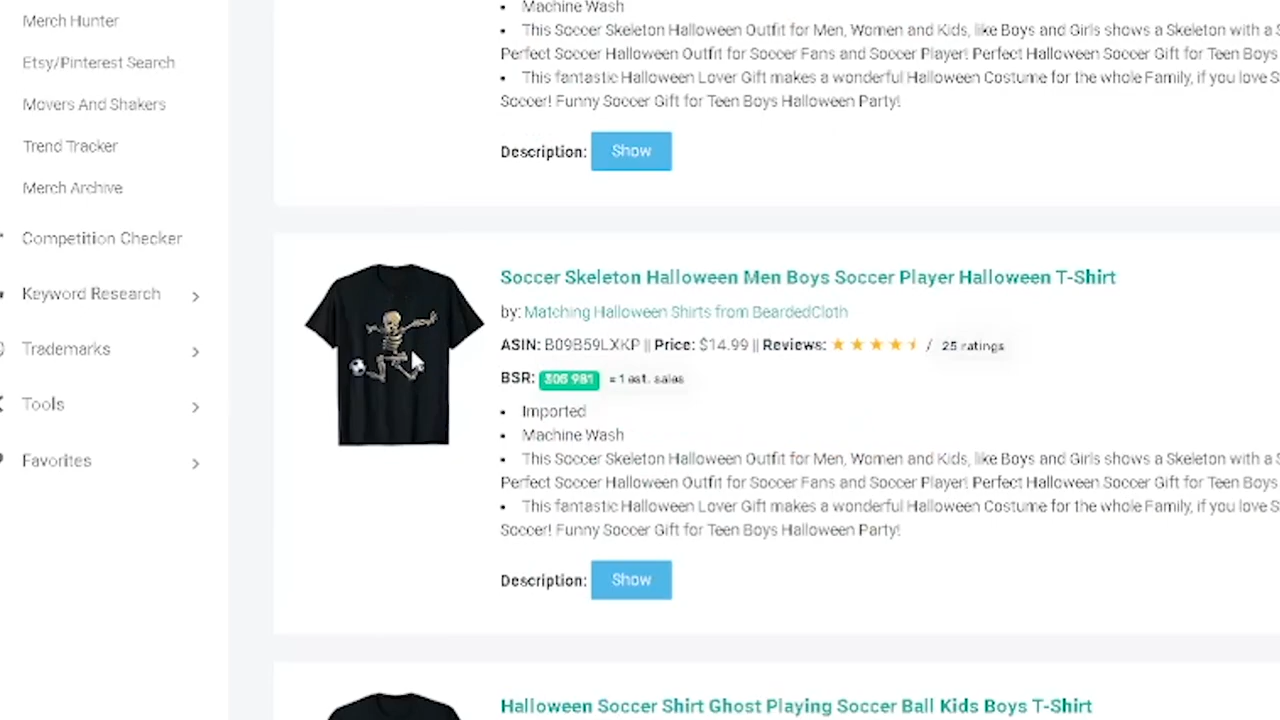 Merch Hunter
Etsy/Pinterest Search
Movers And Shakers
Trend Tracker
Merch Archive
Competition Checker
Keyword Research
Trademarks
Tools
Favorites
Machine Wash
This Soccer Skeleton Halloween Outfit for Men, Women and Kids, like Boys and Girls shows a Skeleton with a S
Perfect Soccer Halloween Outfit for Soccer Fans and Soccer Player! Perfect Halloween Soccer Gift for Teen Boys
This fantastic Halloween Lover Gift makes a wonderful Halloween Costume for the whole Family, if you love S
Soccer! Funny Soccer Gift for Teen Boys Halloween Party!
Description: Show
Soccer Skeleton Halloween Men Boys Soccer Player Halloween T-Shirt
by: Matching Halloween Shirts from BeardedCloth
ASIN: B09B59LXKP || Price: $14.99 || Reviews: / 25 ratings
BSR: 305 981 = 1 est. sales
Imported
Machine Wash
This Soccer Skeleton Halloween Outfit for Men, Women and Kids, like Boys and Girls shows a Skeleton with a S
Perfect Soccer Halloween Outfit for Soccer Fans and Soccer Player! Perfect Halloween Soccer Gift for Teen Boys
This fantastic Halloween Lover Gift makes a wonderful Halloween Costume for the whole Family, if you love S
Soccer! Funny Soccer Gift for Teen Boys Halloween Party!
Description: Show
Halloween Soccer Shirt Ghost Playing Soccer Ball Kids Boys T-Shirt